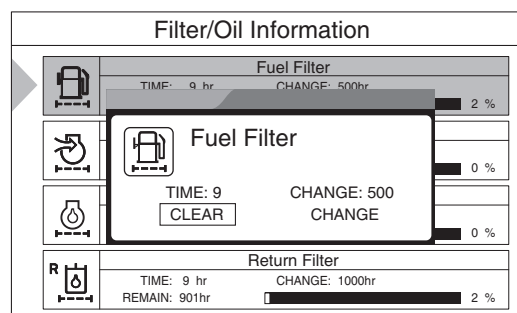 Filter/Oil Information
Fuel Filter
TIME: 9 hr CHANGE: 500hr
2 %
Fuel Filter
0 %
TIME: 9 CHANGE: 500
CLEAR CHANGE
0 %
R
Return Filter
TIME: 9 hr CHANGE: 1000hr
REMAIN: 901hr 2 %